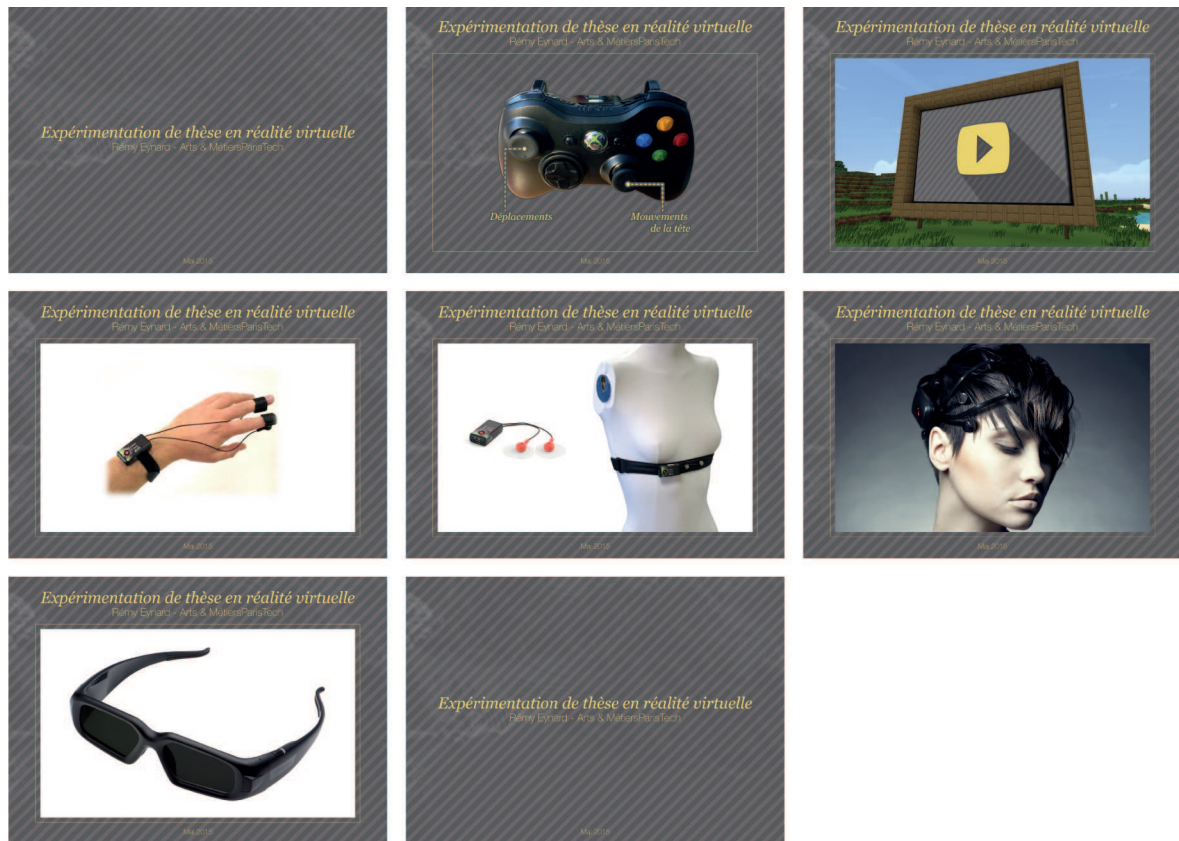 Expérimentation de thèse en réalité virtuelle
Rémy Eynard - Arts & MétiersParisTech
Mai 2015
Expérimentation de thèse en réalité virtuelle
Rémy Eynard - Arts & MétiersParisTech
Déplacements
Mouvements
de la tête
Mai 2015
Expérimentation de thèse en réalité virtuelle
Rémy Eynard - Arts & MétiersParisTech
Mai 2015
Expérimentation de thèse en réalité virtuelle
Rémy Eynard - Arts & MétiersParisTech
Mai 2015
Expérimentation de thèse en réalité virtuelle
Rémy Eynard - Arts & MétiersParisTech
Mai 2015
Expérimentation de thèse en réalité virtuelle
Rémy Eynard - Arts & MétiersParisTech
Mai 2015
Expérimentation de thèse en réalité virtuelle
Rémy Eynard - Arts & MétiersParisTech
Mai 2015
Expérimentation de thèse en réalité virtuelle
Rémy Eynard - Arts & MétiersParisTech
Mai 2015